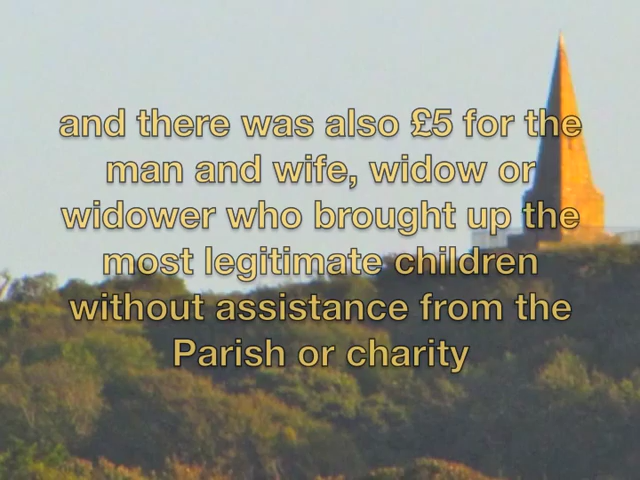 and there was also £5 for the
man and wife, widow or
widower who brought up the
most legitimate children
without assistance from the
Parish or charity